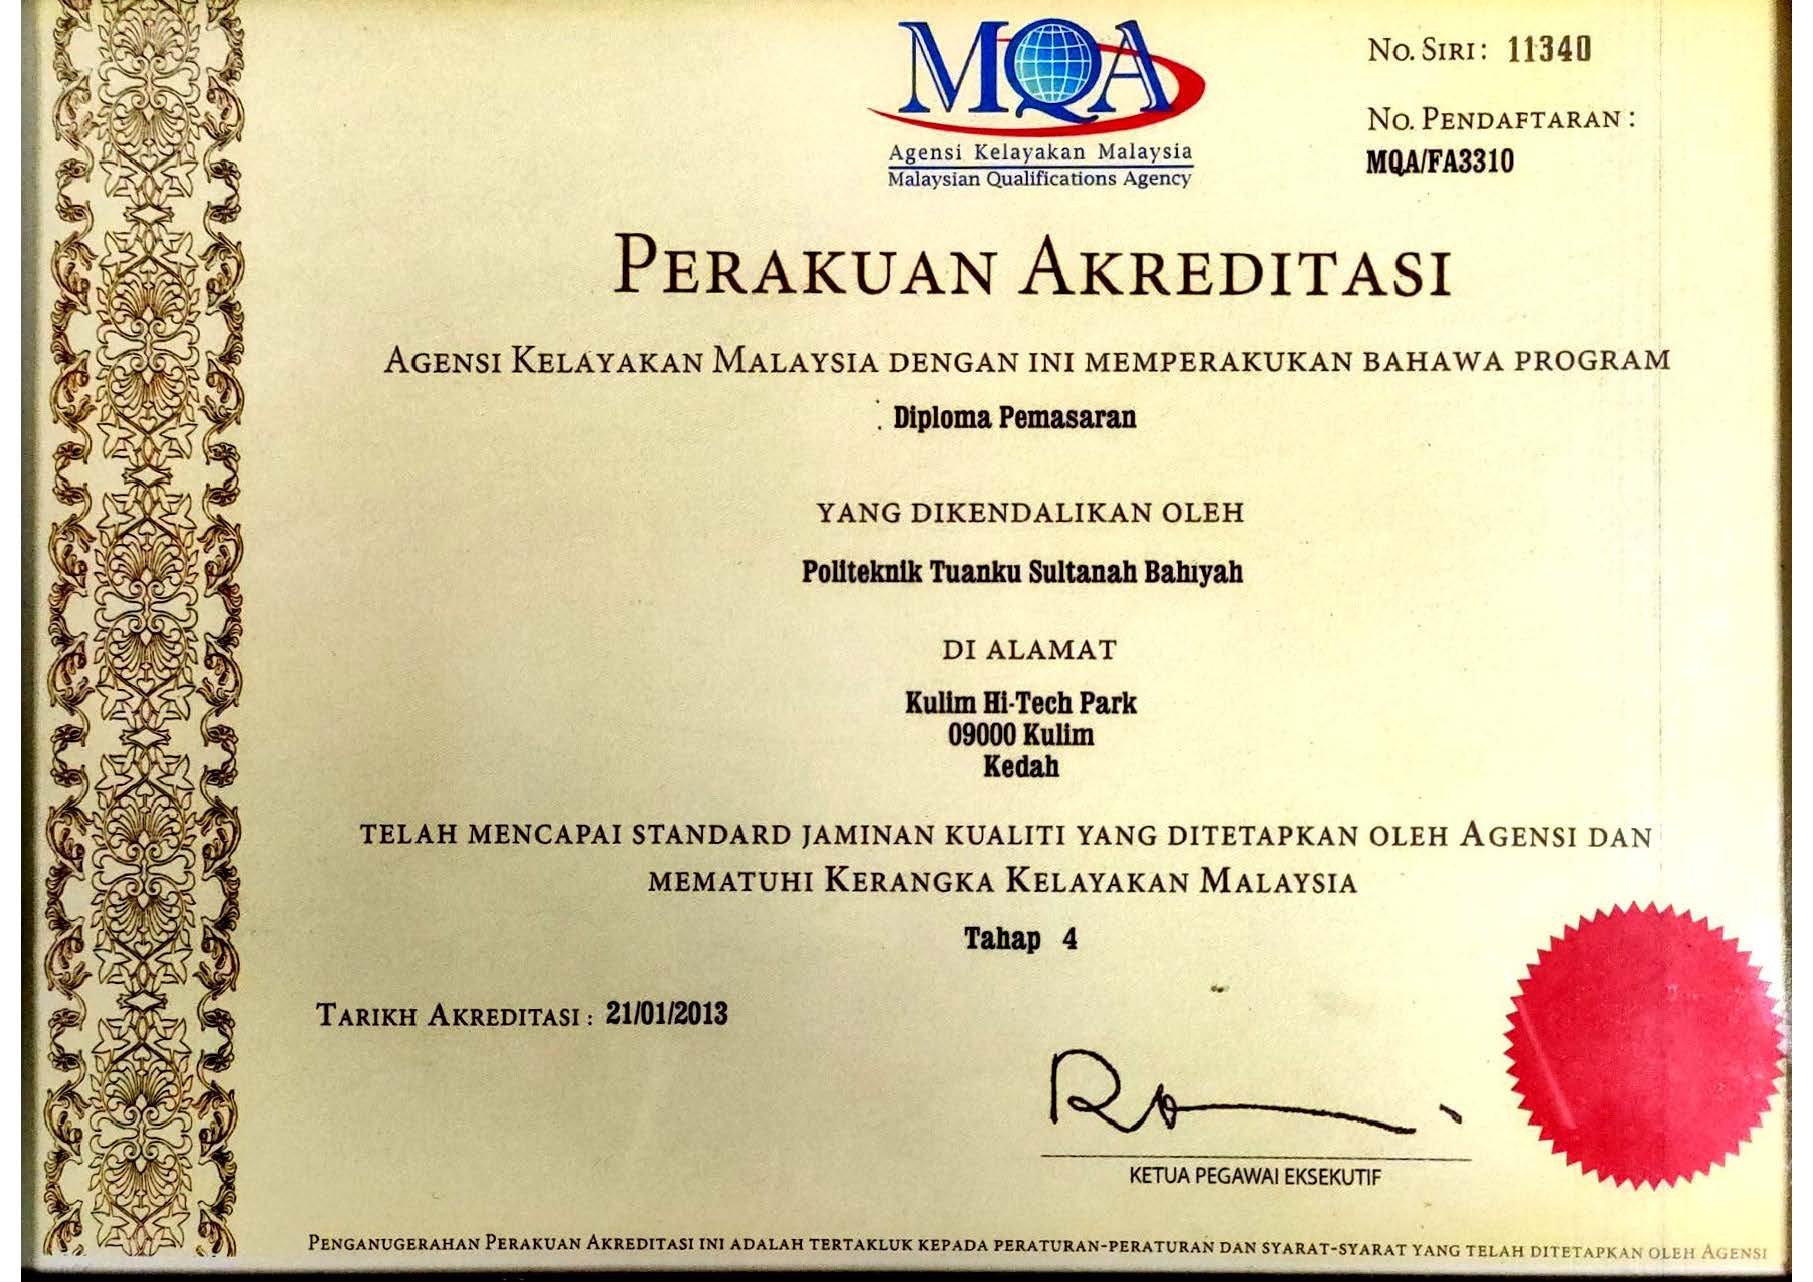 MQA
Agensi Kelayakan Malaysia
Malaysian Qualifications Agency
No. Siri: 11340
No. Pendaftaran:
MQA/FA3310
Perakuan Akreditasi
Agensi Kelayakan Malaysia dengan ini memperakukan bahawa program
Diploma Pemasaran
yang dikendalikan oleh
Politeknik Tuanku Sultanah Bahiyah
di alamat
Kulim Hi-Tech Park
09000 Kulim
Kedah
telah mencapai standard jaminan kualiti yang ditetapkan oleh Agensi dan
mematuhi Kerangka Kelayakan Malaysia
Tahap 4
Tarikh Akreditasi: 21/01/2013
KETUA PEGAWAI EKSEKUTIF
Penganugerahan Perakuan Akreditasi ini adalah tertakluk kepada peraturan-peraturan dan syarat-syarat yang telah ditetapkan oleh Agensi